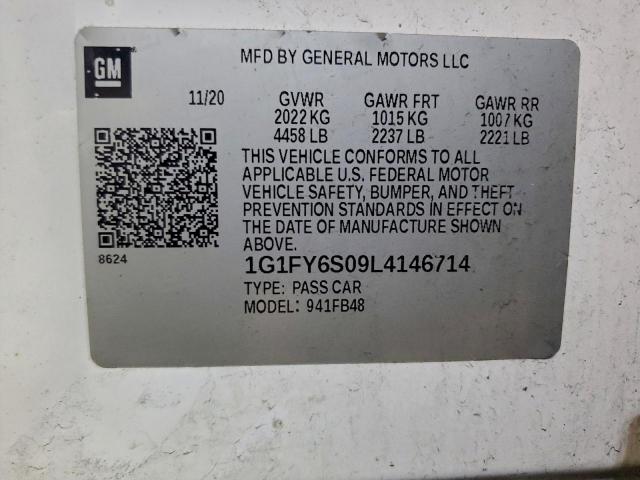 GM
MFD BY GENERAL MOTORS LLC
11/20 GVWR GAWR FRT GAWR RR
2022 KG 1015 KG 1007 KG
4458 LB 2237 LB 2221 LB
THIS VEHICLE CONFORMS TO ALL
APPLICABLE U.S. FEDERAL MOTOR
VEHICLE SAFETY, BUMPER, AND THEFT
PREVENTION STANDARDS IN EFFECT ON
THE DATE OF MANUFACTURE SHOWN
ABOVE.
8624
1G1FY6S09L4146714
TYPE: PASS CAR
MODEL: 941FB48